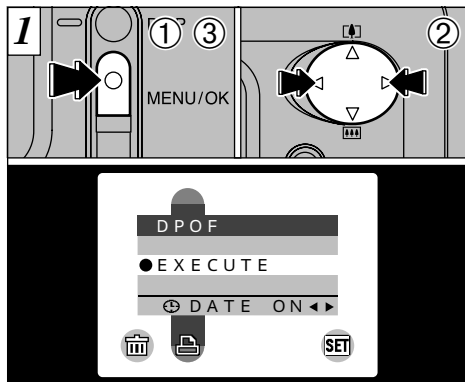 1
① ③
②
MENU/OK
DPOF
●EXECUTE
DATE ON◀▶
SET